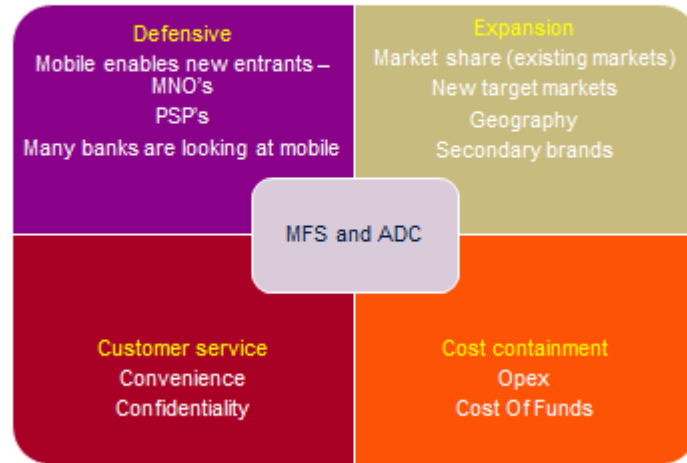 Defensive
Mobile enables new entrants –
MNO's
PSP's
Many banks are looking at mobile
Expansion
Market share (existing markets)
New target markets
Geography
Secondary brands
MFS and ADC
Customer service
Convenience
Confidentiality
Cost containment
Opex
Cost Of Funds